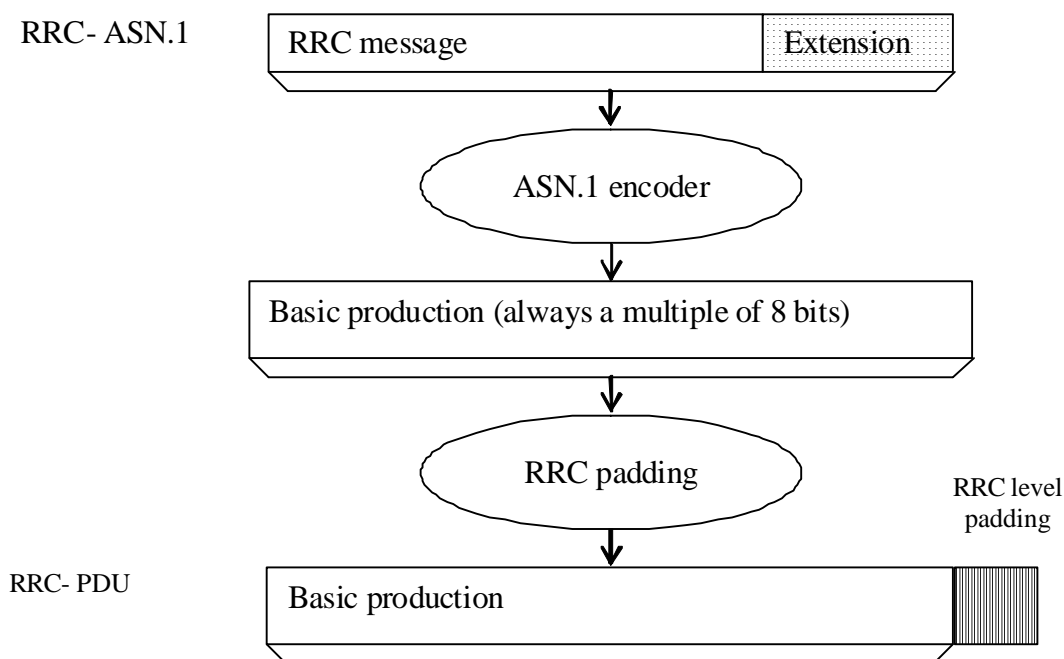 RRC- ASN.1
RRC message
Extension
ASN.1 encoder
Basic production (always a multiple of 8 bits)
RRC padding
RRC level
padding
RRC- PDU
Basic production